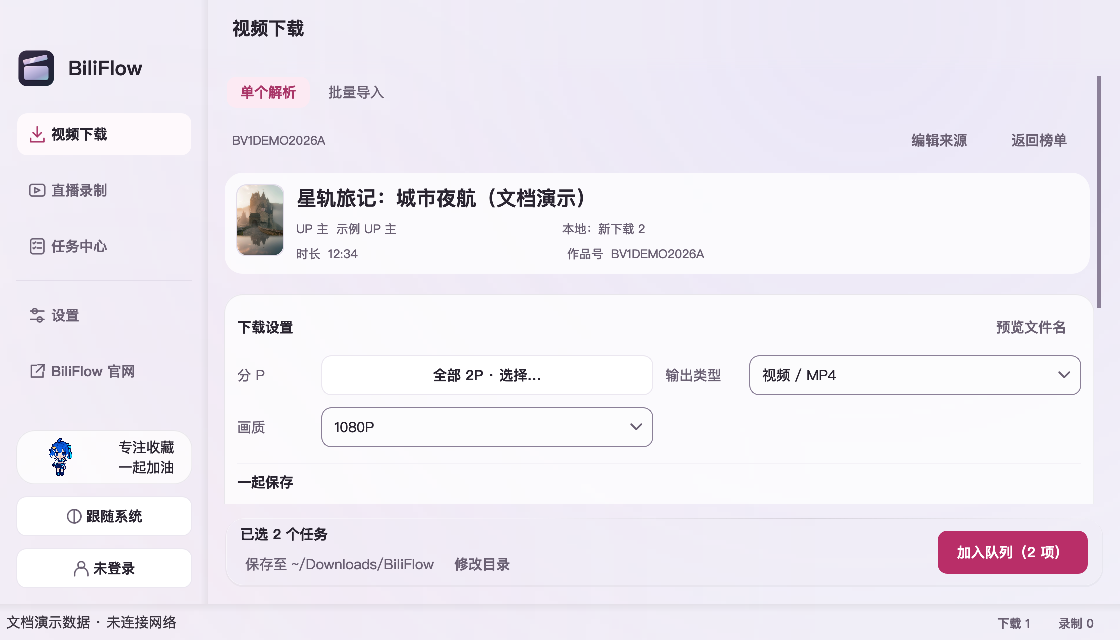 BiliFlow
视频下载
直播录制
任务中心
设置
BiliFlow 官网
专注收藏
一起加油
跟随系统
未登录
视频下载
单个解析
批量导入
BV1DEMO2026A
编辑来源
返回榜单
星轨旅记：城市夜航（文档演示）
UP 主 示例 UP 主
本地：新下载 2
时长 12:34
作品号 BV1DEMO2026A
下载设置
预览文件名
分 P
全部 2P · 选择...
输出类型
视频 / MP4
画质
1080P
一起保存
已选 2 个任务
保存至 ~/Downloads/BiliFlow
修改目录
加入队列（2 项）
文档演示数据 · 未连接网络
下载 1
录制 0